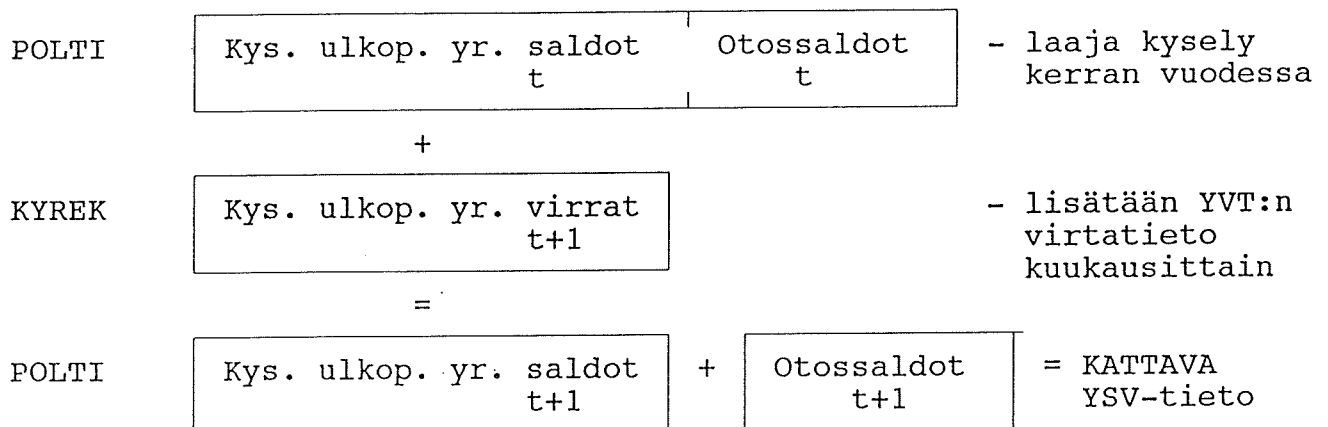 POLTI Kys. ulkop. yr. saldot Otossaldot - laaja kysely
t t kerran vuodessa
+
KYREK Kys. ulkop. yr. virrat - lisätään YVT:n
t+1 virtatieto
kuukausittain
=
POLTI Kys. ulkop. yr. saldot + Otossaldot = KATTAVA
t+1 t+1 YSV-tieto